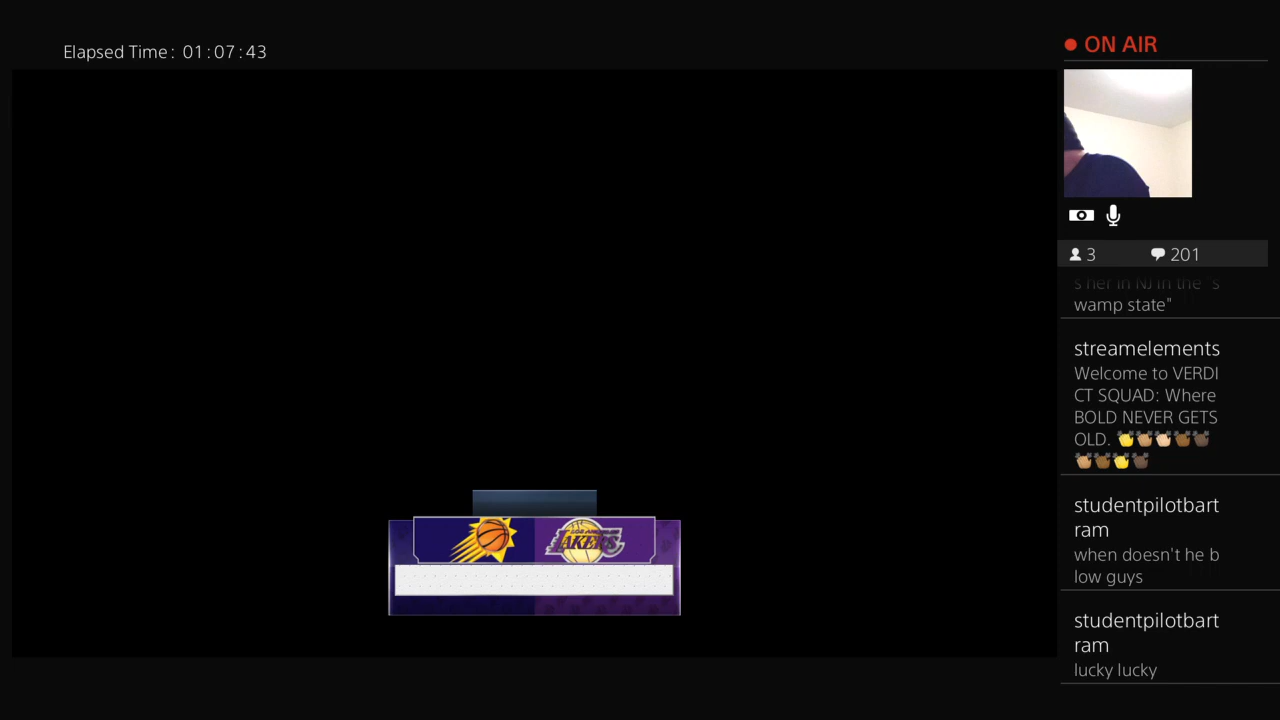 Elapsed Time: 01:07:43
ON AIR
3
201
wamp state"
streamelements
Welcome to VERDI
CT SQUAD: Where
BOLD NEVER GETS
OLD.
studentpilotbart
ram
when doesn't he b
low guys
studentpilotbart
ram
lucky lucky
LAKERS